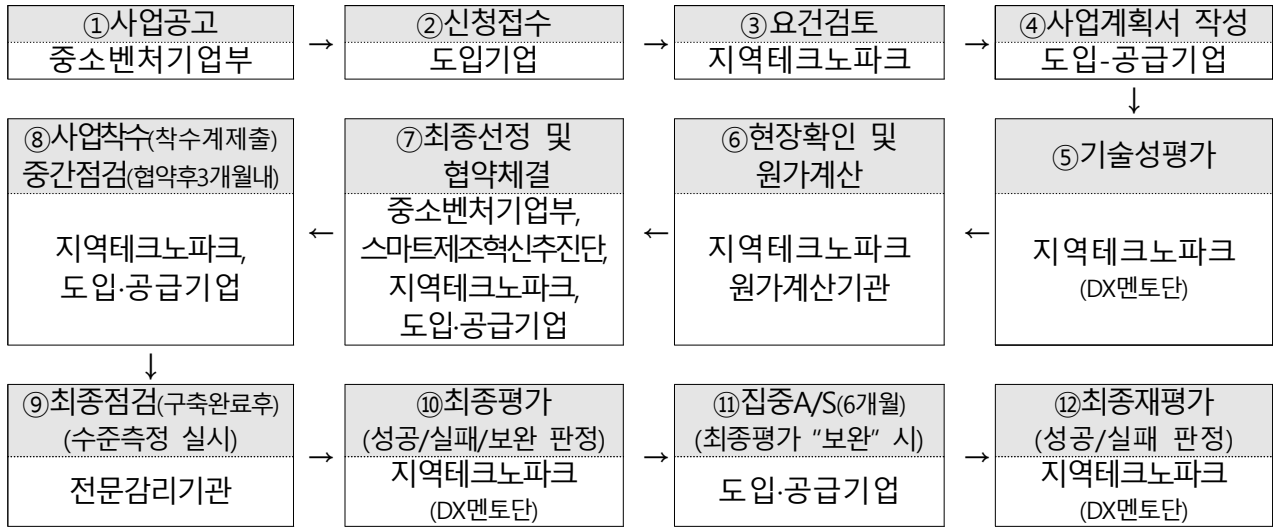 ①사업공고
중소벤처기업부
→
②신청접수
도입기업
→
③요건검토
지역테크노파크
→
④사업계획서 작성
도입-공급기업
↓
⑤기술성평가
지역테크노파크
(DX멘토단)
←
⑥현장확인 및
원가계산
지역테크노파크
원가계산기관
←
⑦최종선정 및
협약체결
중소벤처기업부,
스마트제조혁신추진단,
지역테크노파크,
도입·공급기업
←
⑧사업착수(착수계제출)
중간점검(협약후3개월내)
지역테크노파크,
도입·공급기업
↓
⑨최종점검(구축완료후)
(수준측정 실시)
전문감리기관
→
⑩최종평가
(성공/실패/보완 판정)
지역테크노파크
(DX멘토단)
→
⑪집중A/S(6개월)
(최종평가 “보완” 시)
도입·공급기업
→
⑫최종재평가
(성공/실패 판정)
지역테크노파크
(DX멘토단)